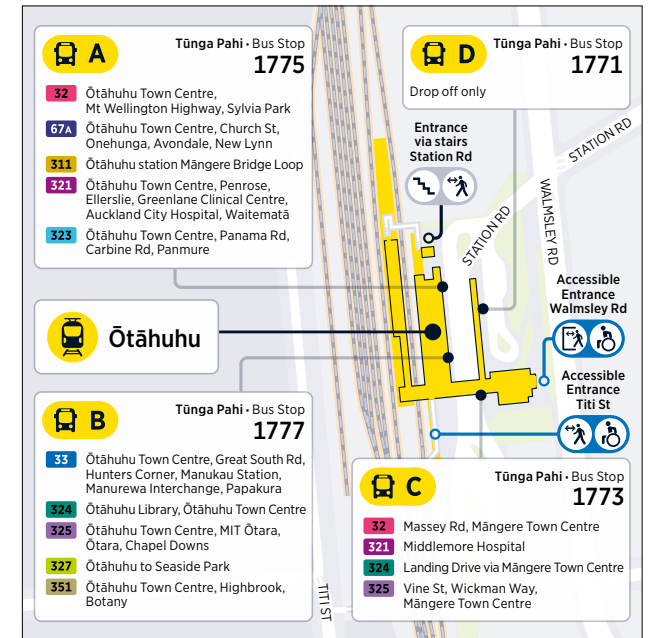 A
Tūnga Pahi • Bus Stop
1775
32 Ōtāhuhu Town Centre,
Mt Wellington Highway, Sylvia Park
67A Ōtāhuhu Town Centre, Church St,
Onehunga, Avondale, New Lynn
311 Ōtāhuhu station Māngere Bridge Loop
321 Ōtāhuhu Town Centre, Penrose,
Ellerslie, Greenlane Clinical Centre,
Auckland City Hospital, Waitematā
323 Ōtāhuhu Town Centre, Panama Rd,
Carbine Rd, Panmure
D
Tūnga Pahi • Bus Stop
1771
Drop off only
Entrance
via stairs
Station Rd
STATION RD
STATION RD
WALMSLEY RD
Accessible
Entrance
Walmsley Rd
Ōtāhuhu
Accessible
Entrance
Titi St
B
Tūnga Pahi • Bus Stop
1777
33 Ōtāhuhu Town Centre, Great South Rd,
Hunters Corner, Manukau Station,
Manurewa Interchange, Papakura
324 Ōtāhuhu Library, Ōtāhuhu Town Centre
325 Ōtāhuhu Town Centre, MIT Ōtara,
Ōtara, Chapel Downs
327 Ōtāhuhu to Seaside Park
351 Ōtāhuhu Town Centre, Highbrook,
Botany
C
Tūnga Pahi • Bus Stop
1773
32 Massey Rd, Māngere Town Centre
321 Middlemore Hospital
324 Landing Drive via Māngere Town Centre
325 Vine St, Wickman Way,
Māngere Town Centre
TITI ST